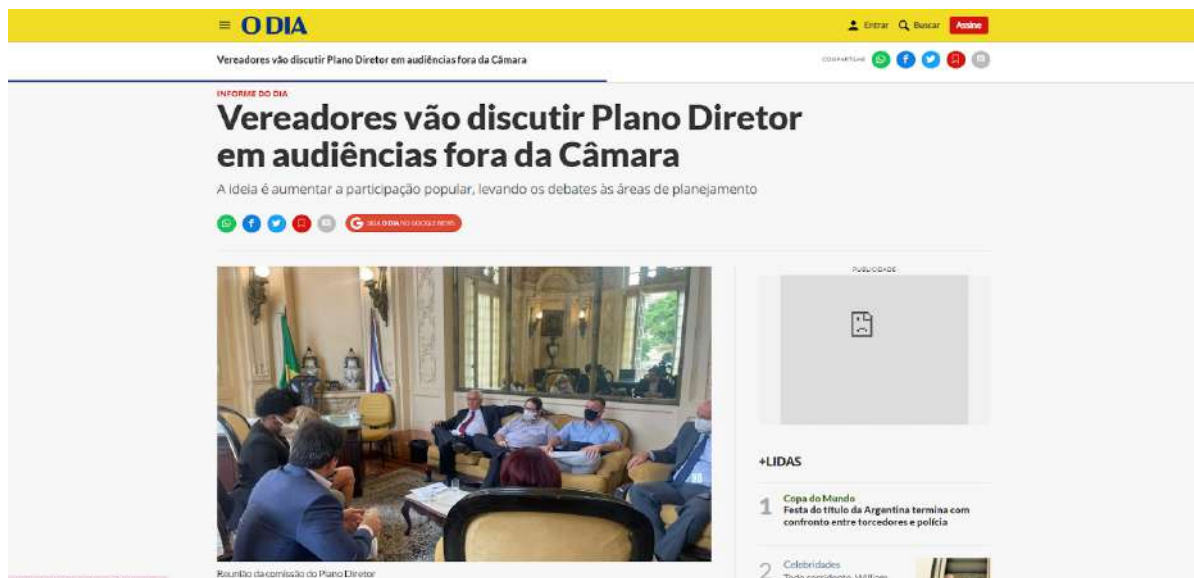 O DIA
Entrar
Buscar
Assine
Vereadores vão discutir Plano Diretor em audiências fora da Câmara
COMPARTILHE
INFORME DO DIA
Vereadores vão discutir Plano Diretor
em audiências fora da Câmara
A ideia é aumentar a participação popular, levando os debates às áreas de planejamento
SIGA O DIA NO GOOGLE NEWS
PUBLICIDADE
+LIDAS
1
Copa do Mundo
Festa do título da Argentina termina com
confronto entre torcedores e polícia
Reunião da comissão do Plano Diretor
2
Celebridades